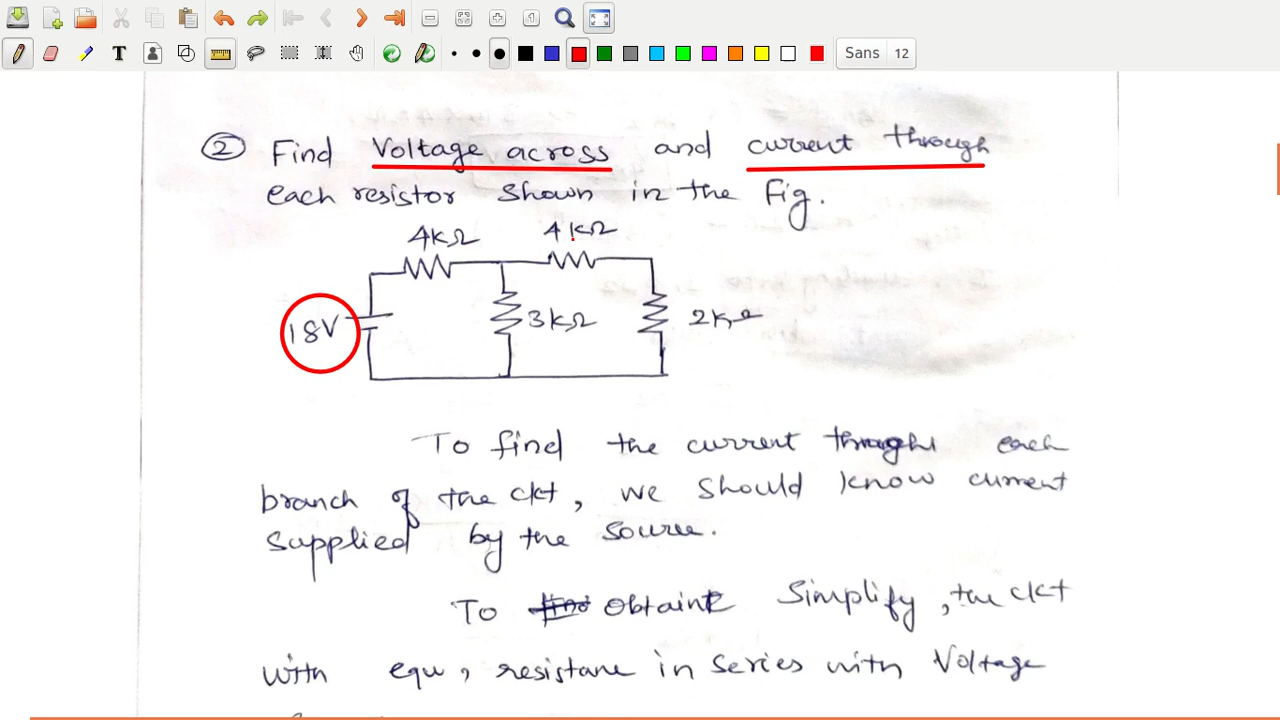 Sans 12
② Find Voltage across and current through
each resistor shown in the Fig.
4kΩ 4kΩ
18V 3kΩ 2kΩ
To find the current through each
branch of the ckt, we should know current
supplied by the source.
To obtain simplify, the ckt
with equ, resistane in series with Voltage